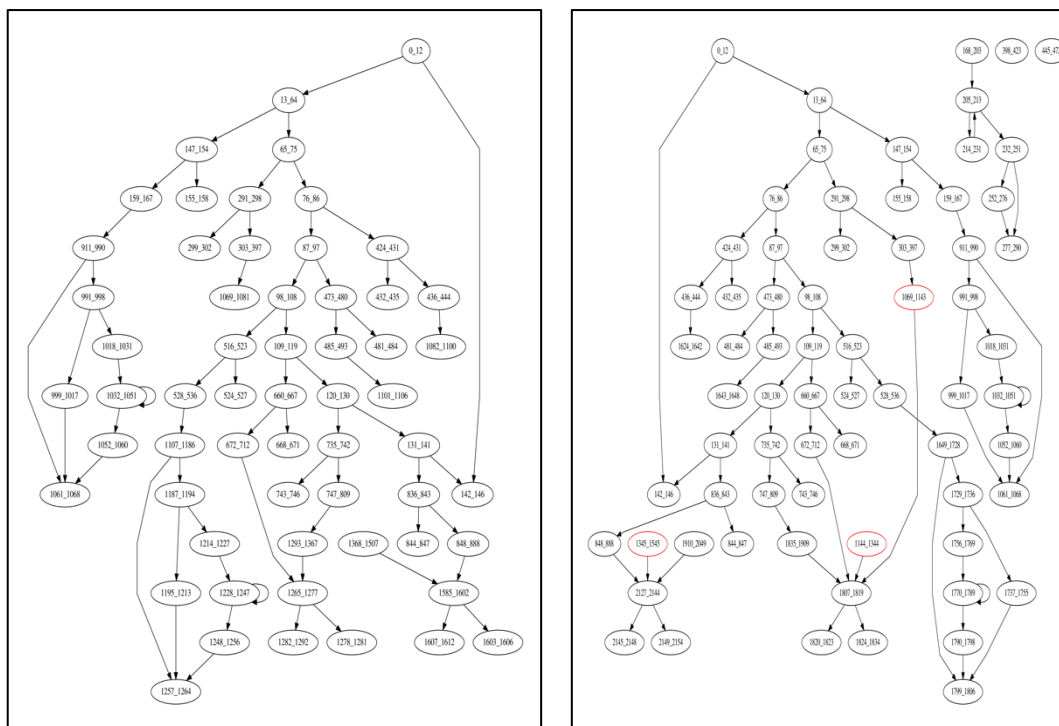 0_12
13_64
147_154 65_75
159_167 155_158 291_298 76_86
911_990 299_302 303_397 87_97 424_431
991_998 1069_1081 98_108 473_480 432_435 436_444
1018_1031 516_523 109_119 485_493 481_484 1082_1100
999_1017 1032_1051 528_536 524_527 660_667 120_130 1101_1106
1052_1060 1107_1186 672_712 668_671 735_742 131_141
1061_1068 1187_1194 743_746 747_809 836_843 142_146
1214_1227 1293_1367 1368_1507 844_847 848_888
1195_1213 1228_1247 1265_1277 1585_1602
1248_1256 1282_1292 1278_1281 1607_1612 1603_1606
1257_1264
0_12 168_203 398_423 445_472
13_64 205_213
65_75 147_154 214_231 232_251
76_86 291_298 155_158 159_167 252_276
424_431 87_97 299_302 303_397 911_990 277_290
436_444 432_435 473_480 98_108 1069_1143 991_998
1624_1642 481_484 485_493 109_119 516_523 1018_1031
1643_1648 120_130 660_667 524_527 528_536 999_1017 1032_1051
131_141 735_742 672_712 668_671 1649_1728 1052_1060
142_146 836_843 747_809 743_746 1729_1736 1061_1068
848_888 1345_1545 1910_2049 844_847 1835_1909 1144_1344 1756_1769
2127_2144 1807_1819 1770_1789 1737_1755
2145_2148 2149_2154 1820_1823 1824_1834 1790_1798
1799_1806